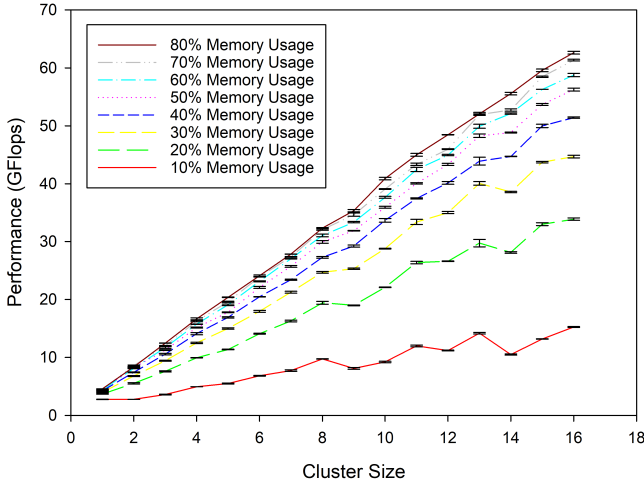 70
60
50
40
30
20
10
0
Performance (GFlops)
80% Memory Usage
70% Memory Usage
60% Memory Usage
50% Memory Usage
40% Memory Usage
30% Memory Usage
20% Memory Usage
10% Memory Usage
0 2 4 6 8 10 12 14 16 18
Cluster Size